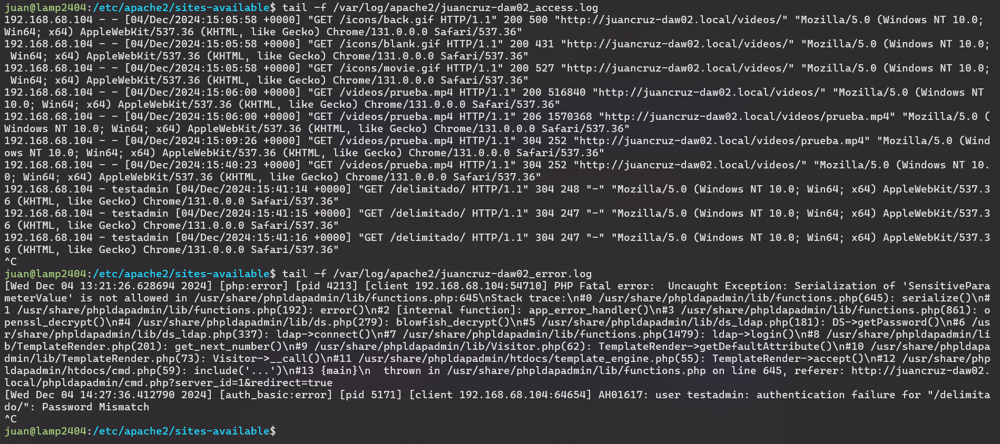 juan@lamp2404:/etc/apache2/sites-available$ tail -f /var/log/apache2/juancruz-daw02_access.log
192.168.68.104 - - [04/Dec/2024:15:05:58 +0000] "GET /icons/back.gif HTTP/1.1" 200 500 "http://juancruz-daw02.local/videos/" "Mozilla/5.0 (Windows NT 10.0;
Win64; x64) AppleWebKit/537.36 (KHTML, like Gecko) Chrome/131.0.0.0 Safari/537.36"
192.168.68.104 - - [04/Dec/2024:15:05:58 +0000] "GET /icons/blank.gif HTTP/1.1" 200 431 "http://juancruz-daw02.local/videos/" "Mozilla/5.0 (Windows NT 10.0;
 Win64; x64) AppleWebKit/537.36 (KHTML, like Gecko) Chrome/131.0.0.0 Safari/537.36"
192.168.68.104 - - [04/Dec/2024:15:05:58 +0000] "GET /icons/movie.gif HTTP/1.1" 200 527 "http://juancruz-daw02.local/videos/" "Mozilla/5.0 (Windows NT 10.0;
 Win64; x64) AppleWebKit/537.36 (KHTML, like Gecko) Chrome/131.0.0.0 Safari/537.36"
192.168.68.104 - - [04/Dec/2024:15:06:00 +0000] "GET /videos/prueba.mp4 HTTP/1.1" 200 516840 "http://juancruz-daw02.local/videos/" "Mozilla/5.0 (Windows NT
10.0; Win64; x64) AppleWebKit/537.36 (KHTML, like Gecko) Chrome/131.0.0.0 Safari/537.36"
192.168.68.104 - - [04/Dec/2024:15:06:00 +0000] "GET /videos/prueba.mp4 HTTP/1.1" 206 1570368 "http://juancruz-daw02.local/videos/prueba.mp4" "Mozilla/5.0 (
Windows NT 10.0; Win64; x64) AppleWebKit/537.36 (KHTML, like Gecko) Chrome/131.0.0.0 Safari/537.36"
192.168.68.104 - - [04/Dec/2024:15:09:26 +0000] "GET /videos/prueba.mp4 HTTP/1.1" 304 252 "http://juancruz-daw02.local/videos/prueba.mp4" "Mozilla/5.0 (Wind
ows NT 10.0; Win64; x64) AppleWebKit/537.36 (KHTML, like Gecko) Chrome/131.0.0.0 Safari/537.36"
192.168.68.104 - - [04/Dec/2024:15:40:23 +0000] "GET /videos/prueba.mp4 HTTP/1.1" 304 252 "http://juancruz-daw02.local/videos/" "Mozilla/5.0 (Windows NT 10.
0; Win64; x64) AppleWebKit/537.36 (KHTML, like Gecko) Chrome/131.0.0.0 Safari/537.36"
192.168.68.104 - testadmin [04/Dec/2024:15:41:14 +0000] "GET /delimitado/ HTTP/1.1" 304 248 "-" "Mozilla/5.0 (Windows NT 10.0; Win64; x64) AppleWebKit/537.3
6 (KHTML, like Gecko) Chrome/131.0.0.0 Safari/537.36"
192.168.68.104 - testadmin [04/Dec/2024:15:41:15 +0000] "GET /delimitado/ HTTP/1.1" 304 247 "-" "Mozilla/5.0 (Windows NT 10.0; Win64; x64) AppleWebKit/537.3
6 (KHTML, like Gecko) Chrome/131.0.0.0 Safari/537.36"
192.168.68.104 - testadmin [04/Dec/2024:15:41:16 +0000] "GET /delimitado/ HTTP/1.1" 304 247 "-" "Mozilla/5.0 (Windows NT 10.0; Win64; x64) AppleWebKit/537.3
6 (KHTML, like Gecko) Chrome/131.0.0.0 Safari/537.36"
^C
juan@lamp2404:/etc/apache2/sites-available$ tail -f /var/log/apache2/juancruz-daw02_error.log
[Wed Dec 04 13:21:26.628694 2024] [php:error] [pid 4213] [client 192.168.68.104:54710] PHP Fatal error:  Uncaught Exception: Serialization of 'SensitivePara
meterValue' is not allowed in /usr/share/phpldapadmin/lib/functions.php:645\nStack trace:\n#0 /usr/share/phpldapadmin/lib/functions.php(645): serialize()\n#
1 /usr/share/phpldapadmin/lib/functions.php(192): error()\n#2 [internal function]: app_error_handler()\n#3 /usr/share/phpldapadmin/lib/functions.php(861): o
penssl_decrypt()\n#4 /usr/share/phpldapadmin/lib/ds.php(279): blowfish_decrypt()\n#5 /usr/share/phpldapadmin/lib/ds_ldap.php(181): DS->getPassword()\n#6 /us
r/share/phpldapadmin/lib/ds_ldap.php(337): ldap->connect()\n#7 /usr/share/phpldapadmin/lib/functions.php(1479): ldap->login()\n#8 /usr/share/phpldapadmin/li
b/TemplateRender.php(201): get_next_number()\n#9 /usr/share/phpldapadmin/lib/Visitor.php(62): TemplateRender->getDefaultAttribute()\n#10 /usr/share/phpldapa
dmin/lib/TemplateRender.php(73): Visitor->__call()\n#11 /usr/share/phpldapadmin/htdocs/template_engine.php(55): TemplateRender->accept()\n#12 /usr/share/php
ldapadmin/htdocs/cmd.php(59): include('...')\n#13 {main}\n  thrown in /usr/share/phpldapadmin/lib/functions.php on line 645, referer: http://juancruz-daw02.
local/phpldapadmin/cmd.php?server_id=1&redirect=true
[Wed Dec 04 14:27:36.412790 2024] [auth_basic:error] [pid 5171] [client 192.168.68.104:64654] AH01617: user testadmin: authentication failure for "/delimita
do/": Password Mismatch
^C
juan@lamp2404:/etc/apache2/sites-available$